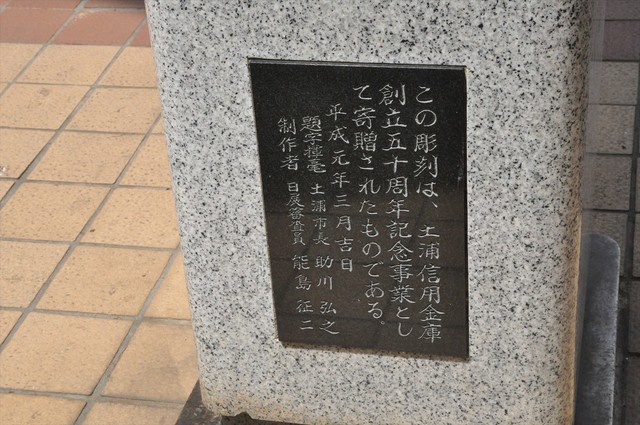 この彫刻は、土浦信用金庫
創立五十周年記念事業とし
て寄贈されたものである
平成元年三月吉日
題字揮毫 土浦市長 助川弘之
制作者 日展審査員 能島征二